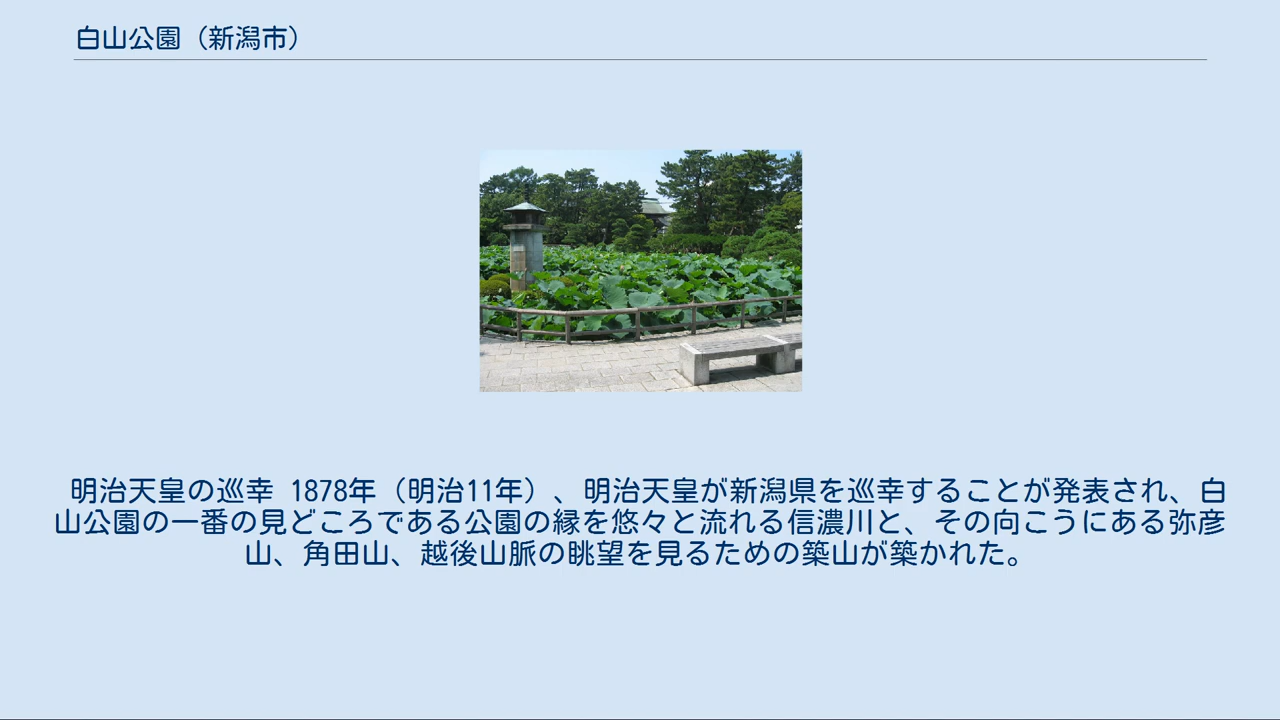 白山公園（新潟市）
明治天皇の巡幸 1878年（明治11年）、明治天皇が新潟県を巡幸することが発表され、白
山公園の一番の見どころである公園の縁を悠々と流れる信濃川と、その向こうにある弥彦
山、角田山、越後山脈の眺望を見るための築山が築かれた。